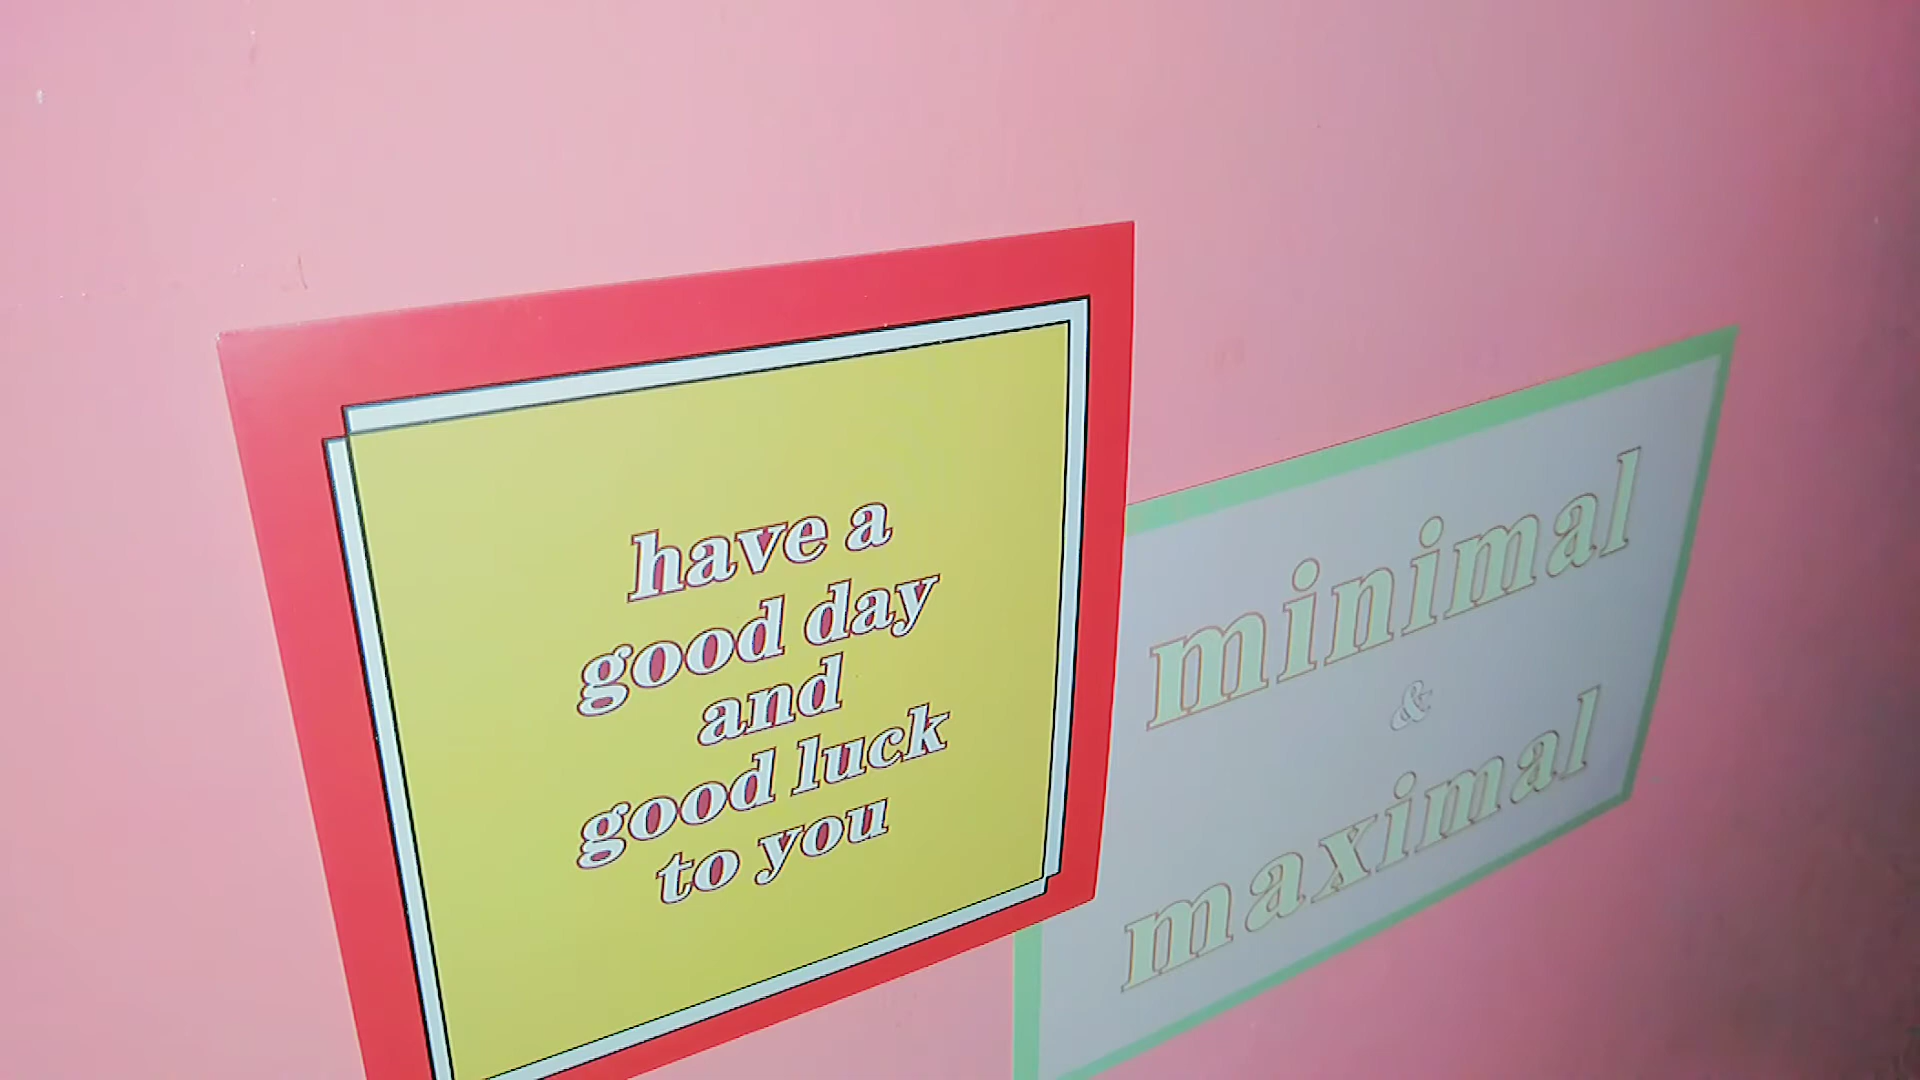 have a
good day
and
good luck
to you
minimal
&
maximal